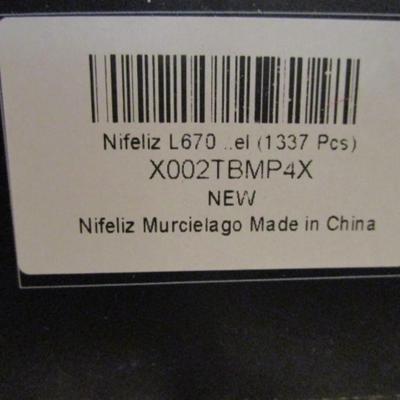 Nifeliz L670 ..el (1337 Pcs)
X002TBMP4X
NEW
Nifeliz Murcielago Made in China